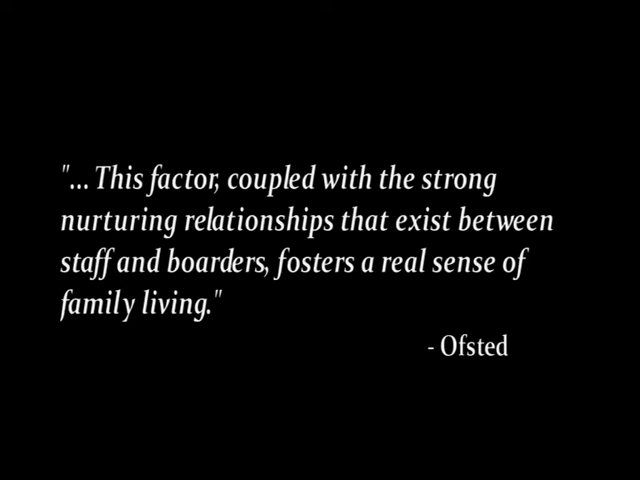 "... This factor, coupled with the strong
nurturing relationships that exist between
staff and boarders, fosters a real sense of
family living."
- Ofsted